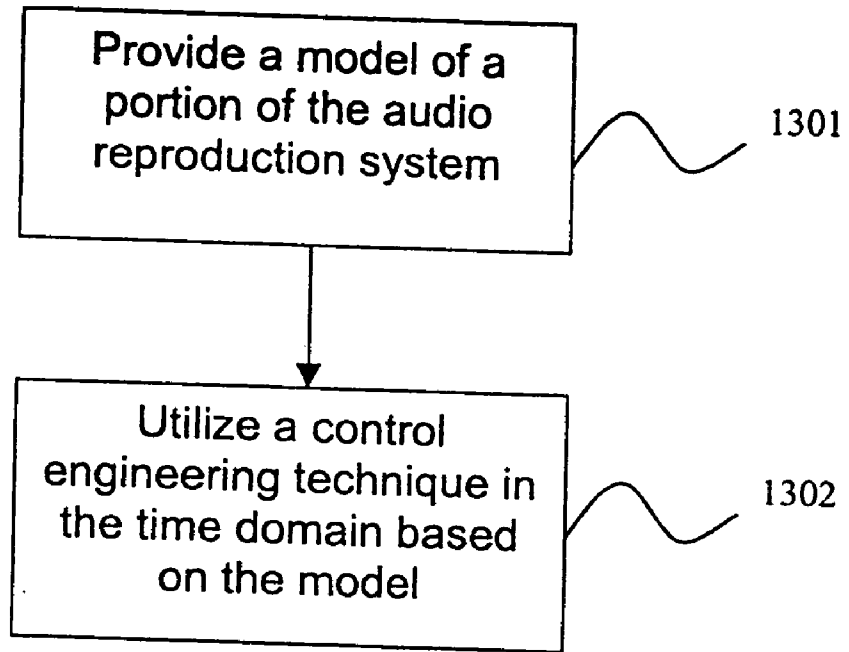 Provide a model of a
portion of the audio
reproduction system
1301
Utilize a control
engineering technique in
the time domain based
on the model
1302